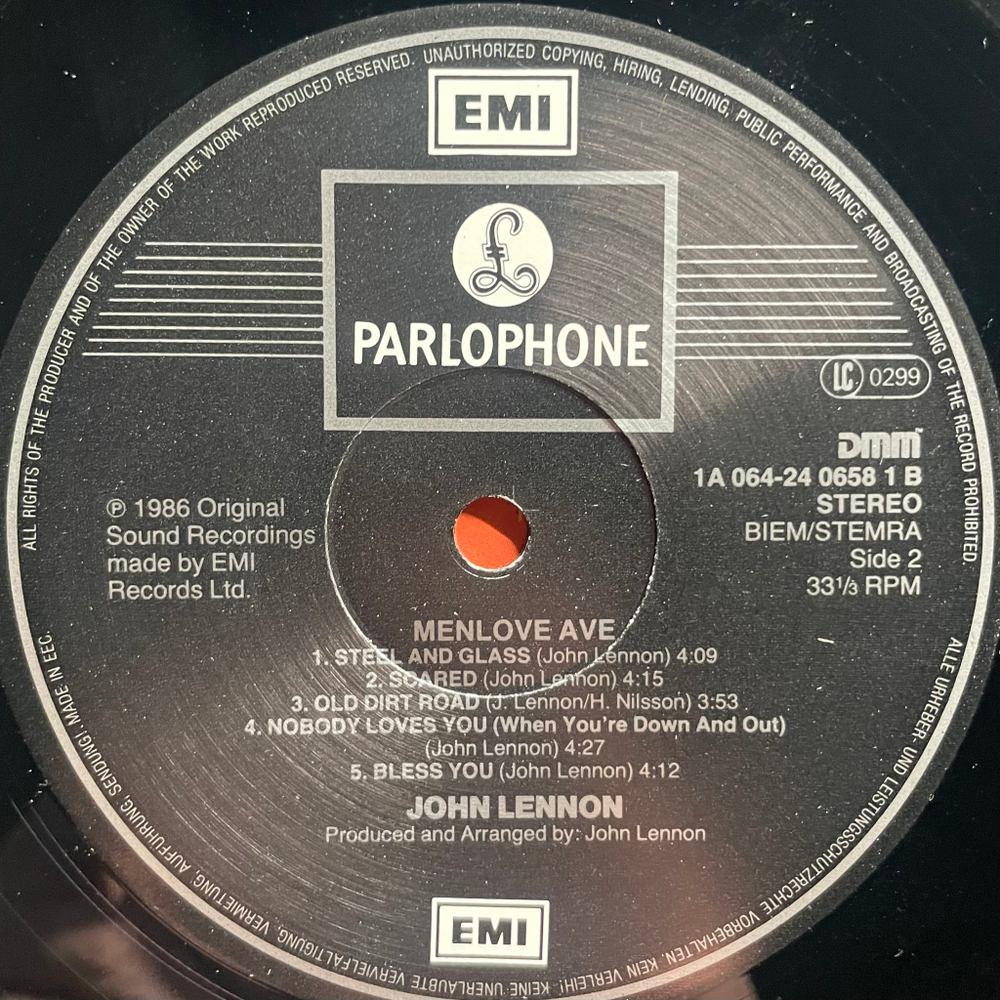 ALL RIGHTS OF THE PRODUCER AND OF THE OWNER OF THE WORK REPRODUCED RESERVED. UNAUTHORIZED COPYING, HIRING, LENDING, PUBLIC PERFORMANCE AND BROADCASTING OF THE RECORD PROHIBITED.
EMI
£
PARLOPHONE
LC 0299
DMM™
1A 064-24 0658 1 B
STEREO
BIEM/STEMRA
Side 2
33⅓ RPM
℗ 1986 Original
Sound Recordings
made by EMI
Records Ltd.
MENLOVE AVE
1. STEEL AND GLASS (John Lennon) 4:09
2. SCARED (John Lennon) 4:15
3. OLD DIRT ROAD (J. Lennon/H. Nilsson) 3:53
4. NOBODY LOVES YOU (When You're Down And Out)
(John Lennon) 4:27
5. BLESS YOU (John Lennon) 4:12
JOHN LENNON
Produced and Arranged by: John Lennon
EMI
ALLE URHEBER- UND LEISTUNGSSCHUTZRECHTE VORBEHALTEN. KEIN VERLEIH! KEINE UNERLAUBTE VERVIELFÄLTIGUNG, VERMIETUNG, AUFFÜHRUNG, SENDUNG! MADE IN EEC.